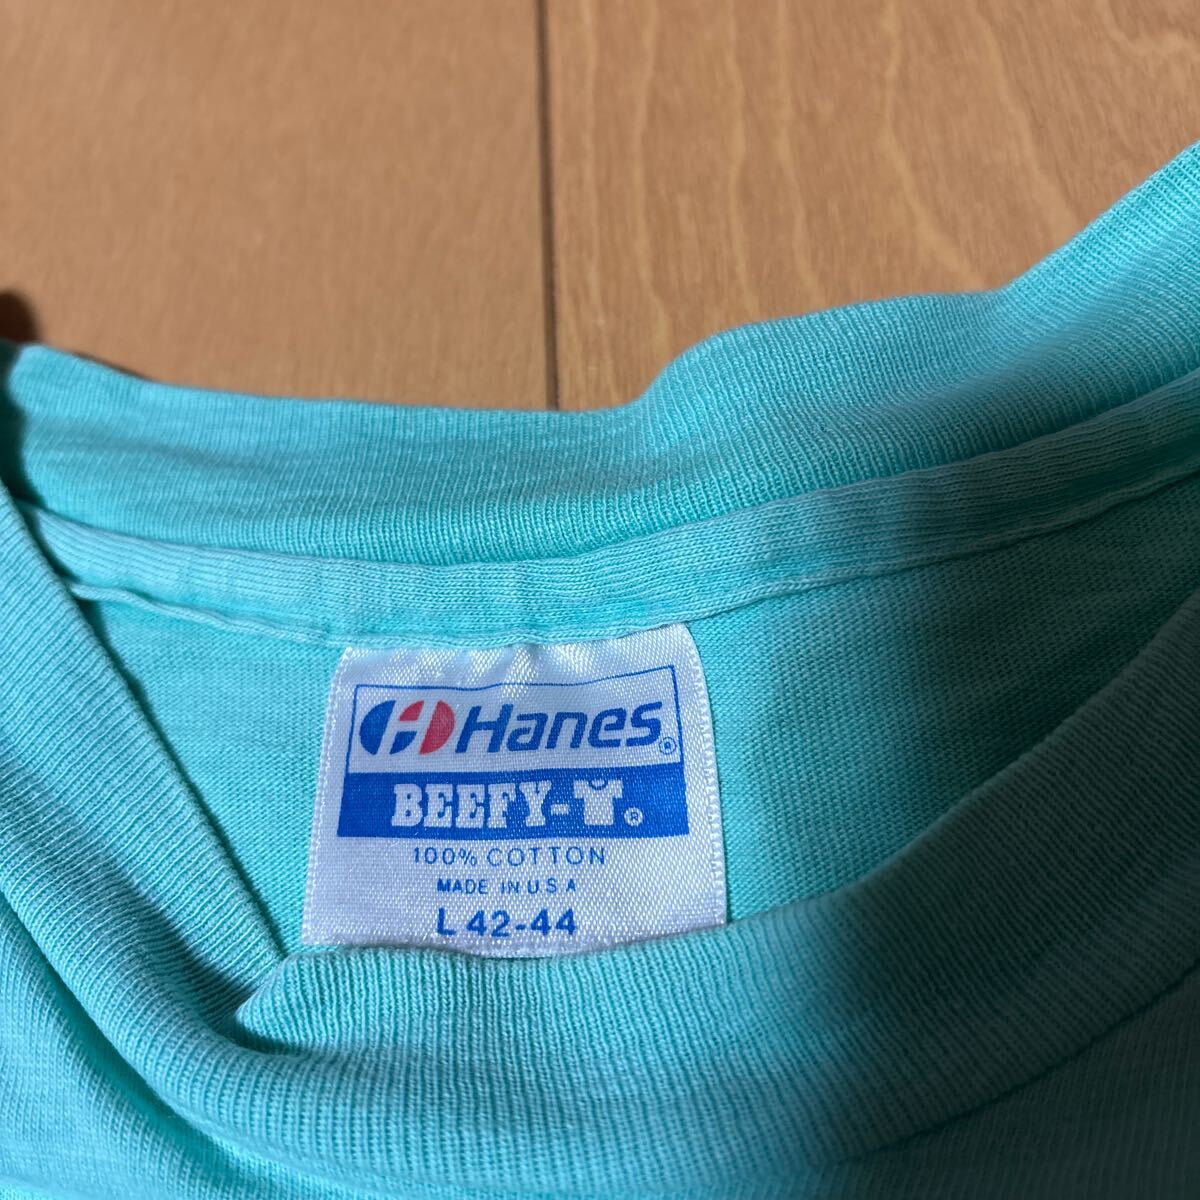 Hanes®
BEEFY-T®
100% COTTON
MADE IN U S A
L 42-44